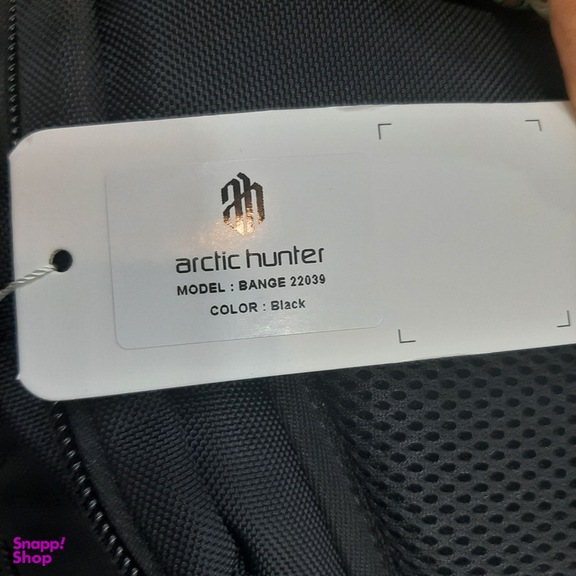 ah
arctic hunter
MODEL : BANGE 22039
COLOR : Black
Snapp!
Shop